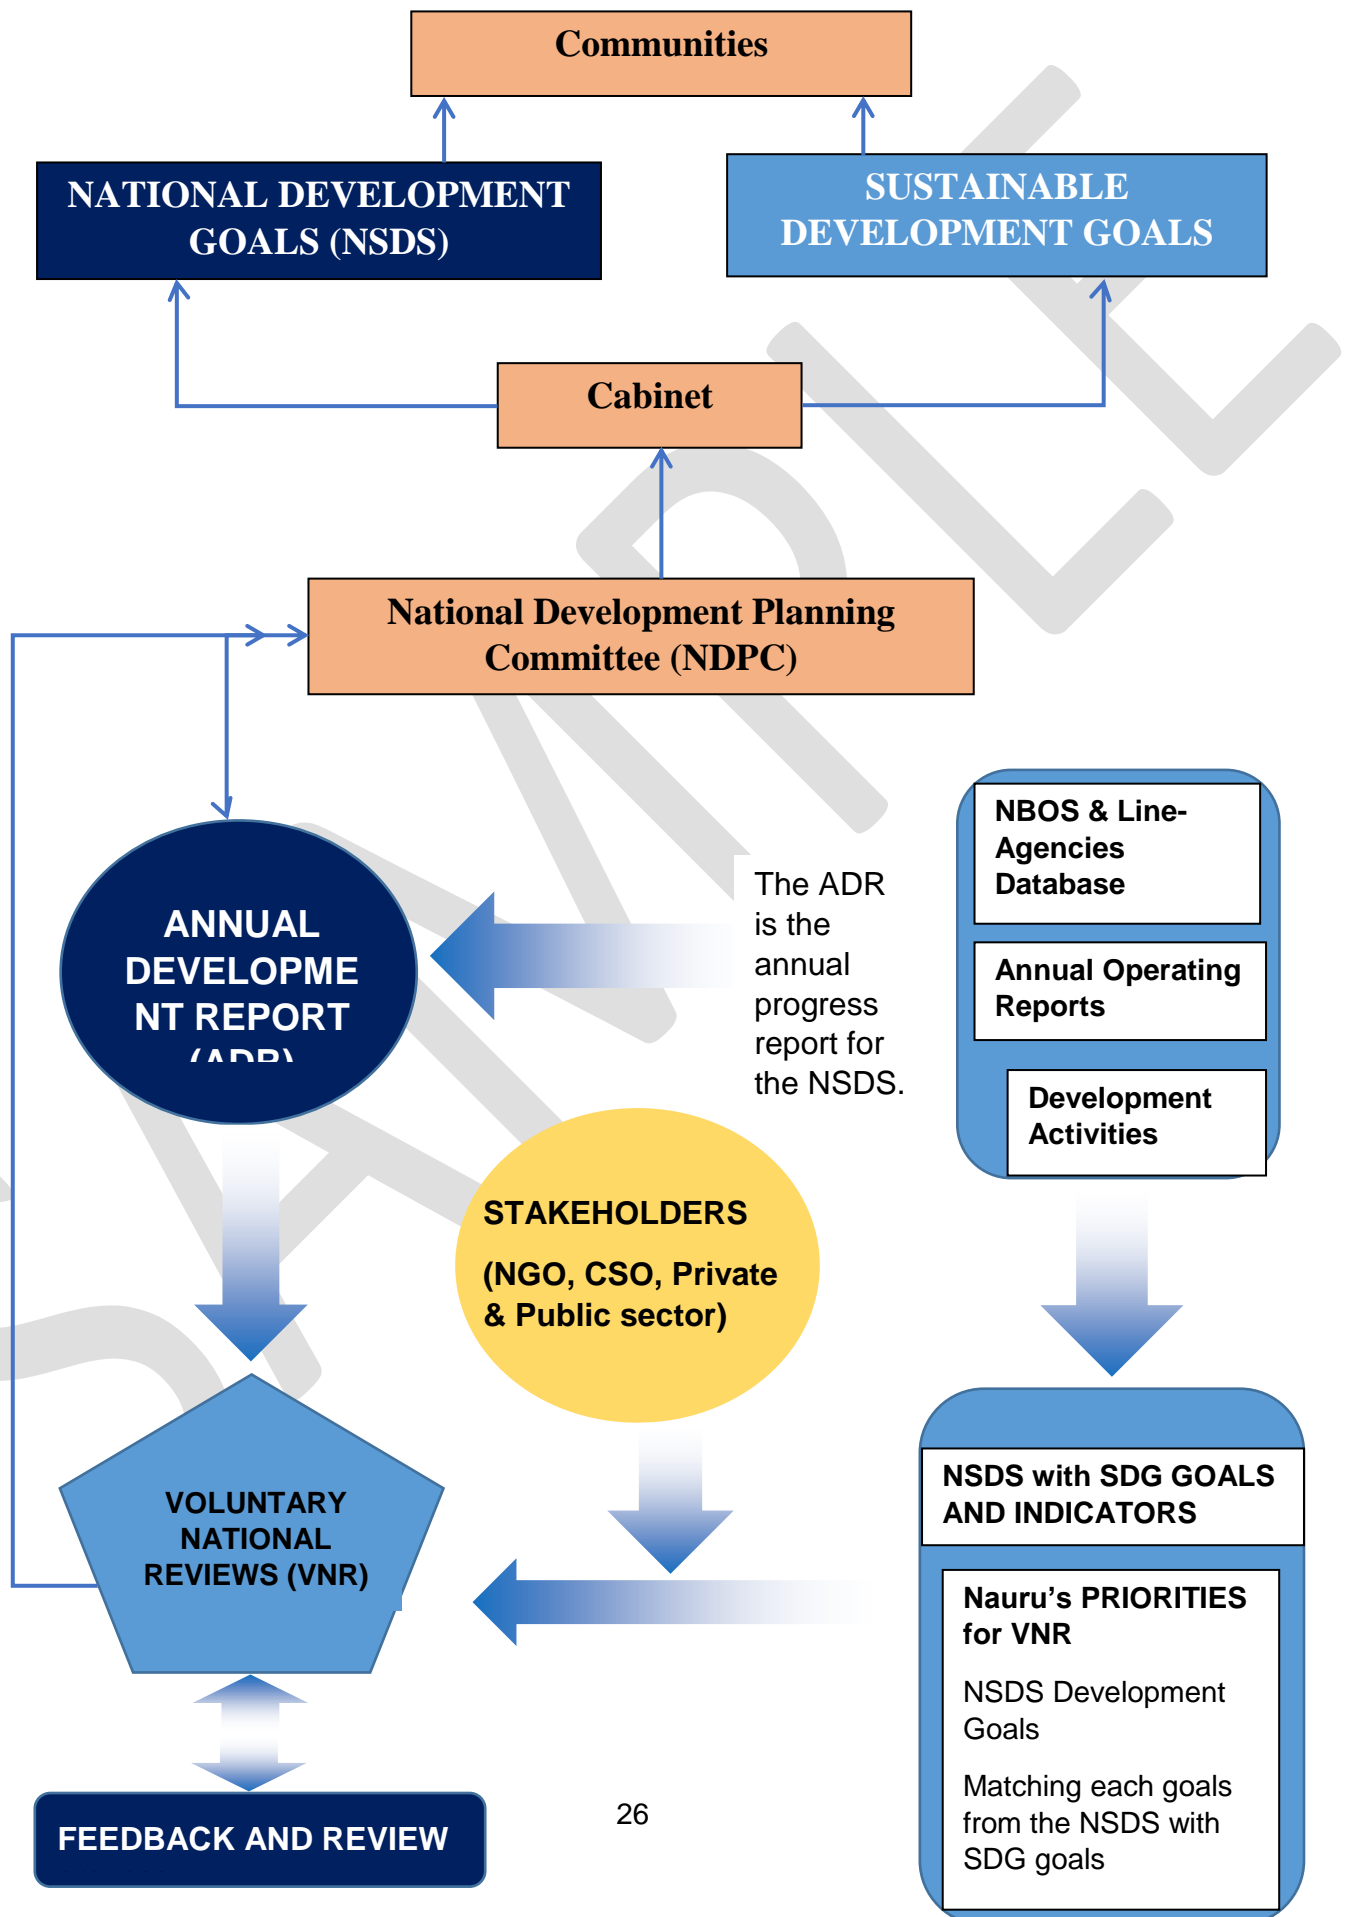 Communities
NATIONAL DEVELOPMENT
GOALS (NSDS)
SUSTAINABLE
DEVELOPMENT GOALS
Cabinet
National Development Planning
Committee (NDPC)
NBOS & Line-
Agencies
Database
Annual Operating
Reports
Development
Activities
ANNUAL
DEVELOPME
NT REPORT
(ADR)
The ADR
is the
annual
progress
report for
the NSDS.
STAKEHOLDERS
(NGO, CSO, Private
& Public sector)
VOLUNTARY
NATIONAL
REVIEWS (VNR)
NSDS with SDG GOALS
AND INDICATORS
Nauru’s PRIORITIES
for VNR
NSDS Development
Goals
Matching each goals
from the NSDS with
SDG goals
FEEDBACK AND REVIEW
26
SAMPLE